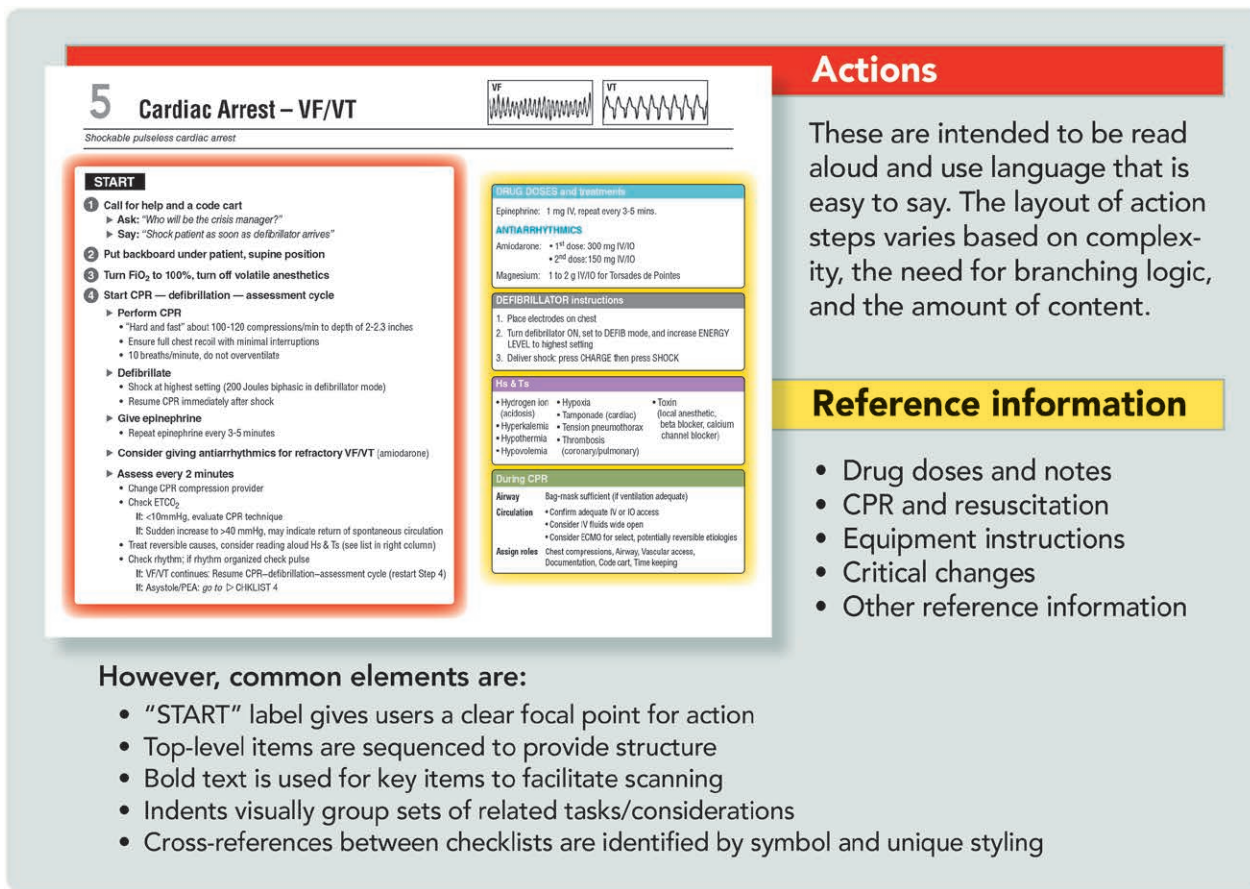 5 Cardiac Arrest – VF/VT
VF
VT
Shockable pulseless cardiac arrest
START
1 Call for help and a code cart
▶ Ask: "Who will be the crisis manager?"
▶ Say: "Shock patient as soon as defibrillator arrives"
2 Put backboard under patient, supine position
3 Turn FiO2 to 100%, turn off volatile anesthetics
4 Start CPR — defibrillation — assessment cycle
▶ Perform CPR
• "Hard and fast" about 100-120 compressions/min to depth of 2-2.3 inches
• Ensure full chest recoil with minimal interruptions
• 10 breaths/minute, do not overventilate
▶ Defibrillate
• Shock at highest setting (200 Joules biphasic in defibrillator mode)
• Resume CPR immediately after shock
▶ Give epinephrine
• Repeat epinephrine every 3-5 minutes
▶ Consider giving antiarrhythmics for refractory VF/VT (amiodarone)
▶ Assess every 2 minutes
• Change CPR compression provider
• Check ETCO2
If: <10mmHg, evaluate CPR technique
If: Sudden increase to >40 mmHg, may indicate return of spontaneous circulation
• Treat reversible causes, consider reading aloud Hs & Ts (see list in right column)
• Check rhythm; if rhythm organized check pulse
If: VF/VT continues: Resume CPR–defibrillation–assessment cycle (restart Step 4)
If: Asystole/PEA: go to ▷ CHKLIST 4
DRUG DOSES and treatments
Epinephrine: 1 mg IV, repeat every 3-5 mins.
ANTIARRHYTHMICS
Amiodarone: • 1st dose: 300 mg IV/IO
• 2nd dose: 150 mg IV/IO
Magnesium: 1 to 2 g IV/IO for Torsades de Pointes
DEFIBRILLATOR instructions
1. Place electrodes on chest
2. Turn defibrillator ON, set to DEFIB mode, and increase ENERGY
LEVEL to highest setting
3. Deliver shock: press CHARGE then press SHOCK
Hs & Ts
• Hydrogen ion
(acidosis)
• Hyperkalemia
• Hypothermia
• Hypovolemia
• Hypoxia
• Tamponade (cardiac)
• Tension pneumothorax
• Thrombosis
(coronary/pulmonary)
• Toxin
(local anesthetic,
beta blocker, calcium
channel blocker)
During CPR
Airway Bag-mask sufficient (if ventilation adequate)
Circulation • Confirm adequate IV or IO access
• Consider IV fluids wide open
• Consider ECMO for select, potentially reversible etiologies
Assign roles Chest compressions, Airway, Vascular access,
Documentation, Code cart, Time keeping
Actions
These are intended to be read
aloud and use language that is
easy to say. The layout of action
steps varies based on complex-
ity, the need for branching logic,
and the amount of content.
Reference information
• Drug doses and notes
• CPR and resuscitation
• Equipment instructions
• Critical changes
• Other reference information
However, common elements are:
• “START” label gives users a clear focal point for action
• Top-level items are sequenced to provide structure
• Bold text is used for key items to facilitate scanning
• Indents visually group sets of related tasks/considerations
• Cross-references between checklists are identified by symbol and unique styling